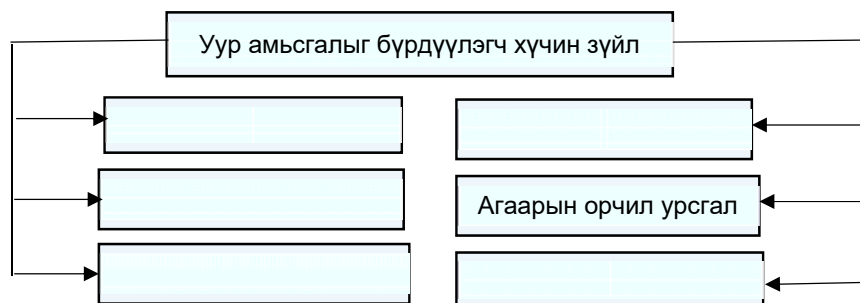 Уур амьсгалыг бүрдүүлэгч хүчин зүйл
Агаарын орчил урсгал